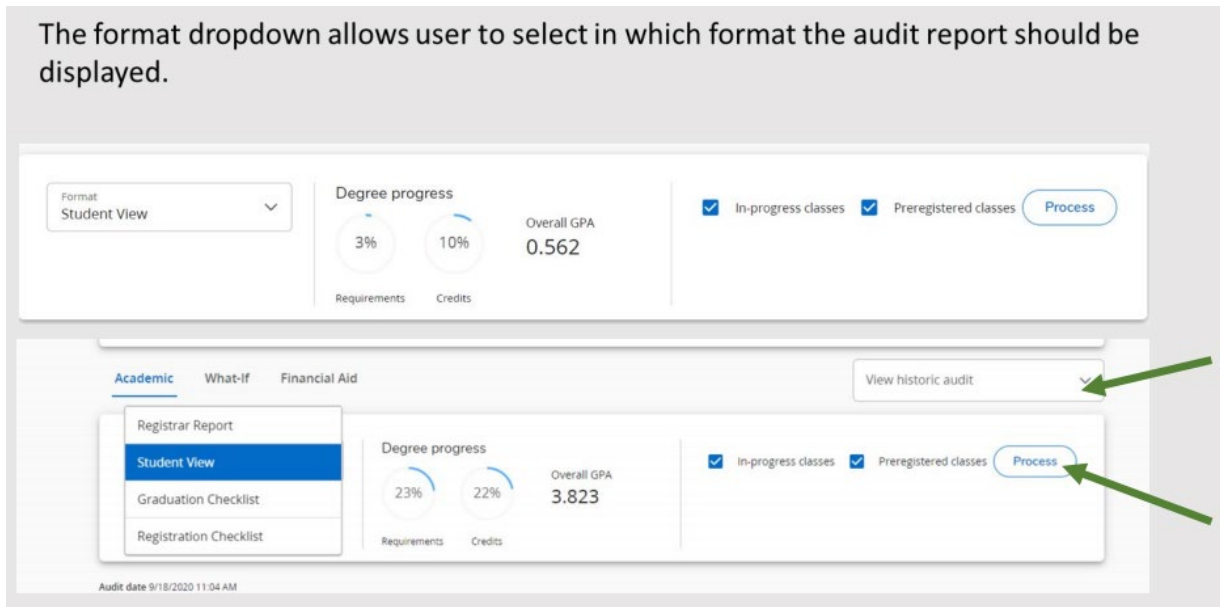 The format dropdown allows user to select in which format the audit report should be
displayed.
Format
Student View
Degree progress
3%
10%
Overall GPA
0.562
Requirements
Credits
In-progress classes
Preregistered classes
Process
Academic
What-If
Financial Aid
View historic audit
Registrar Report
Student View
Graduation Checklist
Registration Checklist
Degree progress
23%
22%
Overall GPA
3.823
Requirements
Credits
In-progress classes
Preregistered classes
Process
Audit date 9/18/2020 11:04 AM